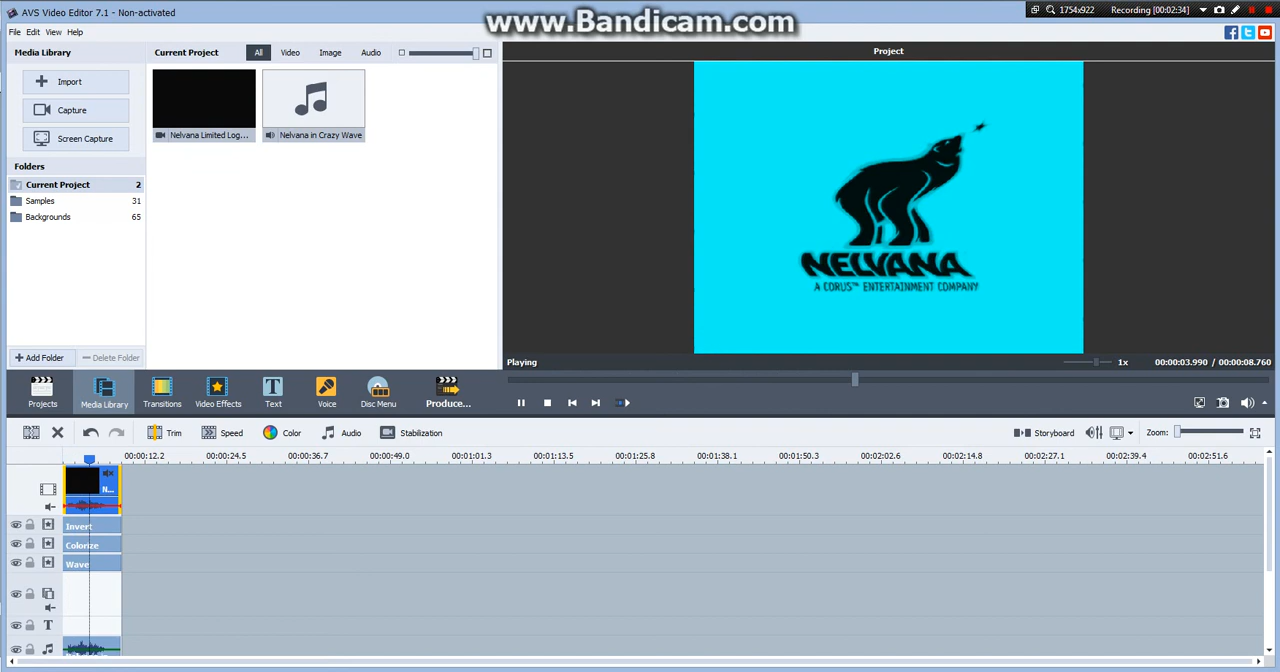 AVS Video Editor 7.1 - Non-activated
www.Bandicam.com
1754x922
Recording [00:02:34]
File Edit View Help
Media Library
Current Project
All Video Image Audio
Project
Import
Capture
Screen Capture
Nelvana Limited Log...
Nelvana in Crazy Wave
Folders
Current Project 2
Samples 31
Backgrounds 65
NELVANA
A CORUS™ ENTERTAINMENT COMPANY
Add Folder
Delete Folder
Playing
1x
00:00:03.990 / 00:00:08.760
Projects
Media Library
Transitions
Video Effects
Text
Voice
Disc Menu
Produce...
Trim
Speed
Color
Audio
Stabilization
Storyboard
Zoom:
00:00:12.2 00:00:24.5 00:00:36.7 00:00:49.0 00:01:01.3 00:01:13.5 00:01:25.8 00:01:38.1 00:01:50.3 00:02:02.6 00:02:14.8 00:02:27.1 00:02:39.4 00:02:51.6
N...
Invert
Colorize
Wave
T